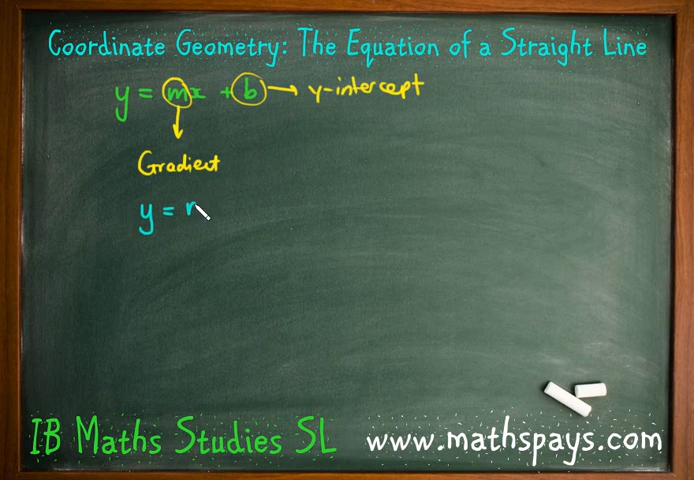 Coordinate Geometry: The Equation of a Straight Line
y = mx + b → y-intercept
Gradient
y = r
IB Maths Studies SL www.mathspays.com